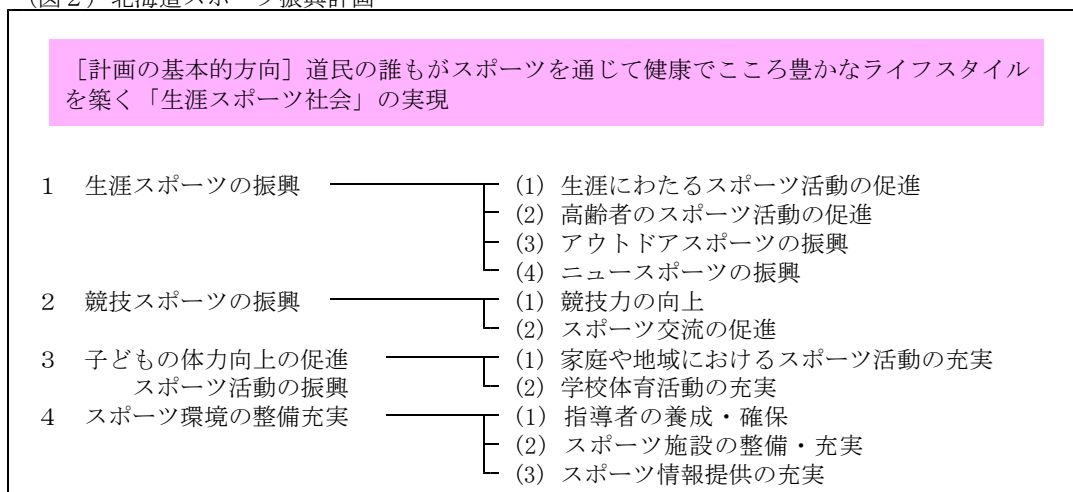 (図２) 北海道スポーツ振興計画
［計画の基本的方向］道民の誰もがスポーツを通じて健康でこころ豊かなライフスタイル
を築く「生涯スポーツ社会」の実現
１　生涯スポーツの振興　(1) 生涯にわたるスポーツ活動の促進
(2) 高齢者のスポーツ活動の促進
(3) アウトドアスポーツの振興
(4) ニュースポーツの振興
２　競技スポーツの振興　(1) 競技力の向上
(2) スポーツ交流の促進
３　子どもの体力向上の促進　(1) 家庭や地域におけるスポーツ活動の充実
スポーツ活動の振興　(2) 学校体育活動の充実
４　スポーツ環境の整備充実　(1) 指導者の養成・確保
(2) スポーツ施設の整備・充実
(3) スポーツ情報提供の充実